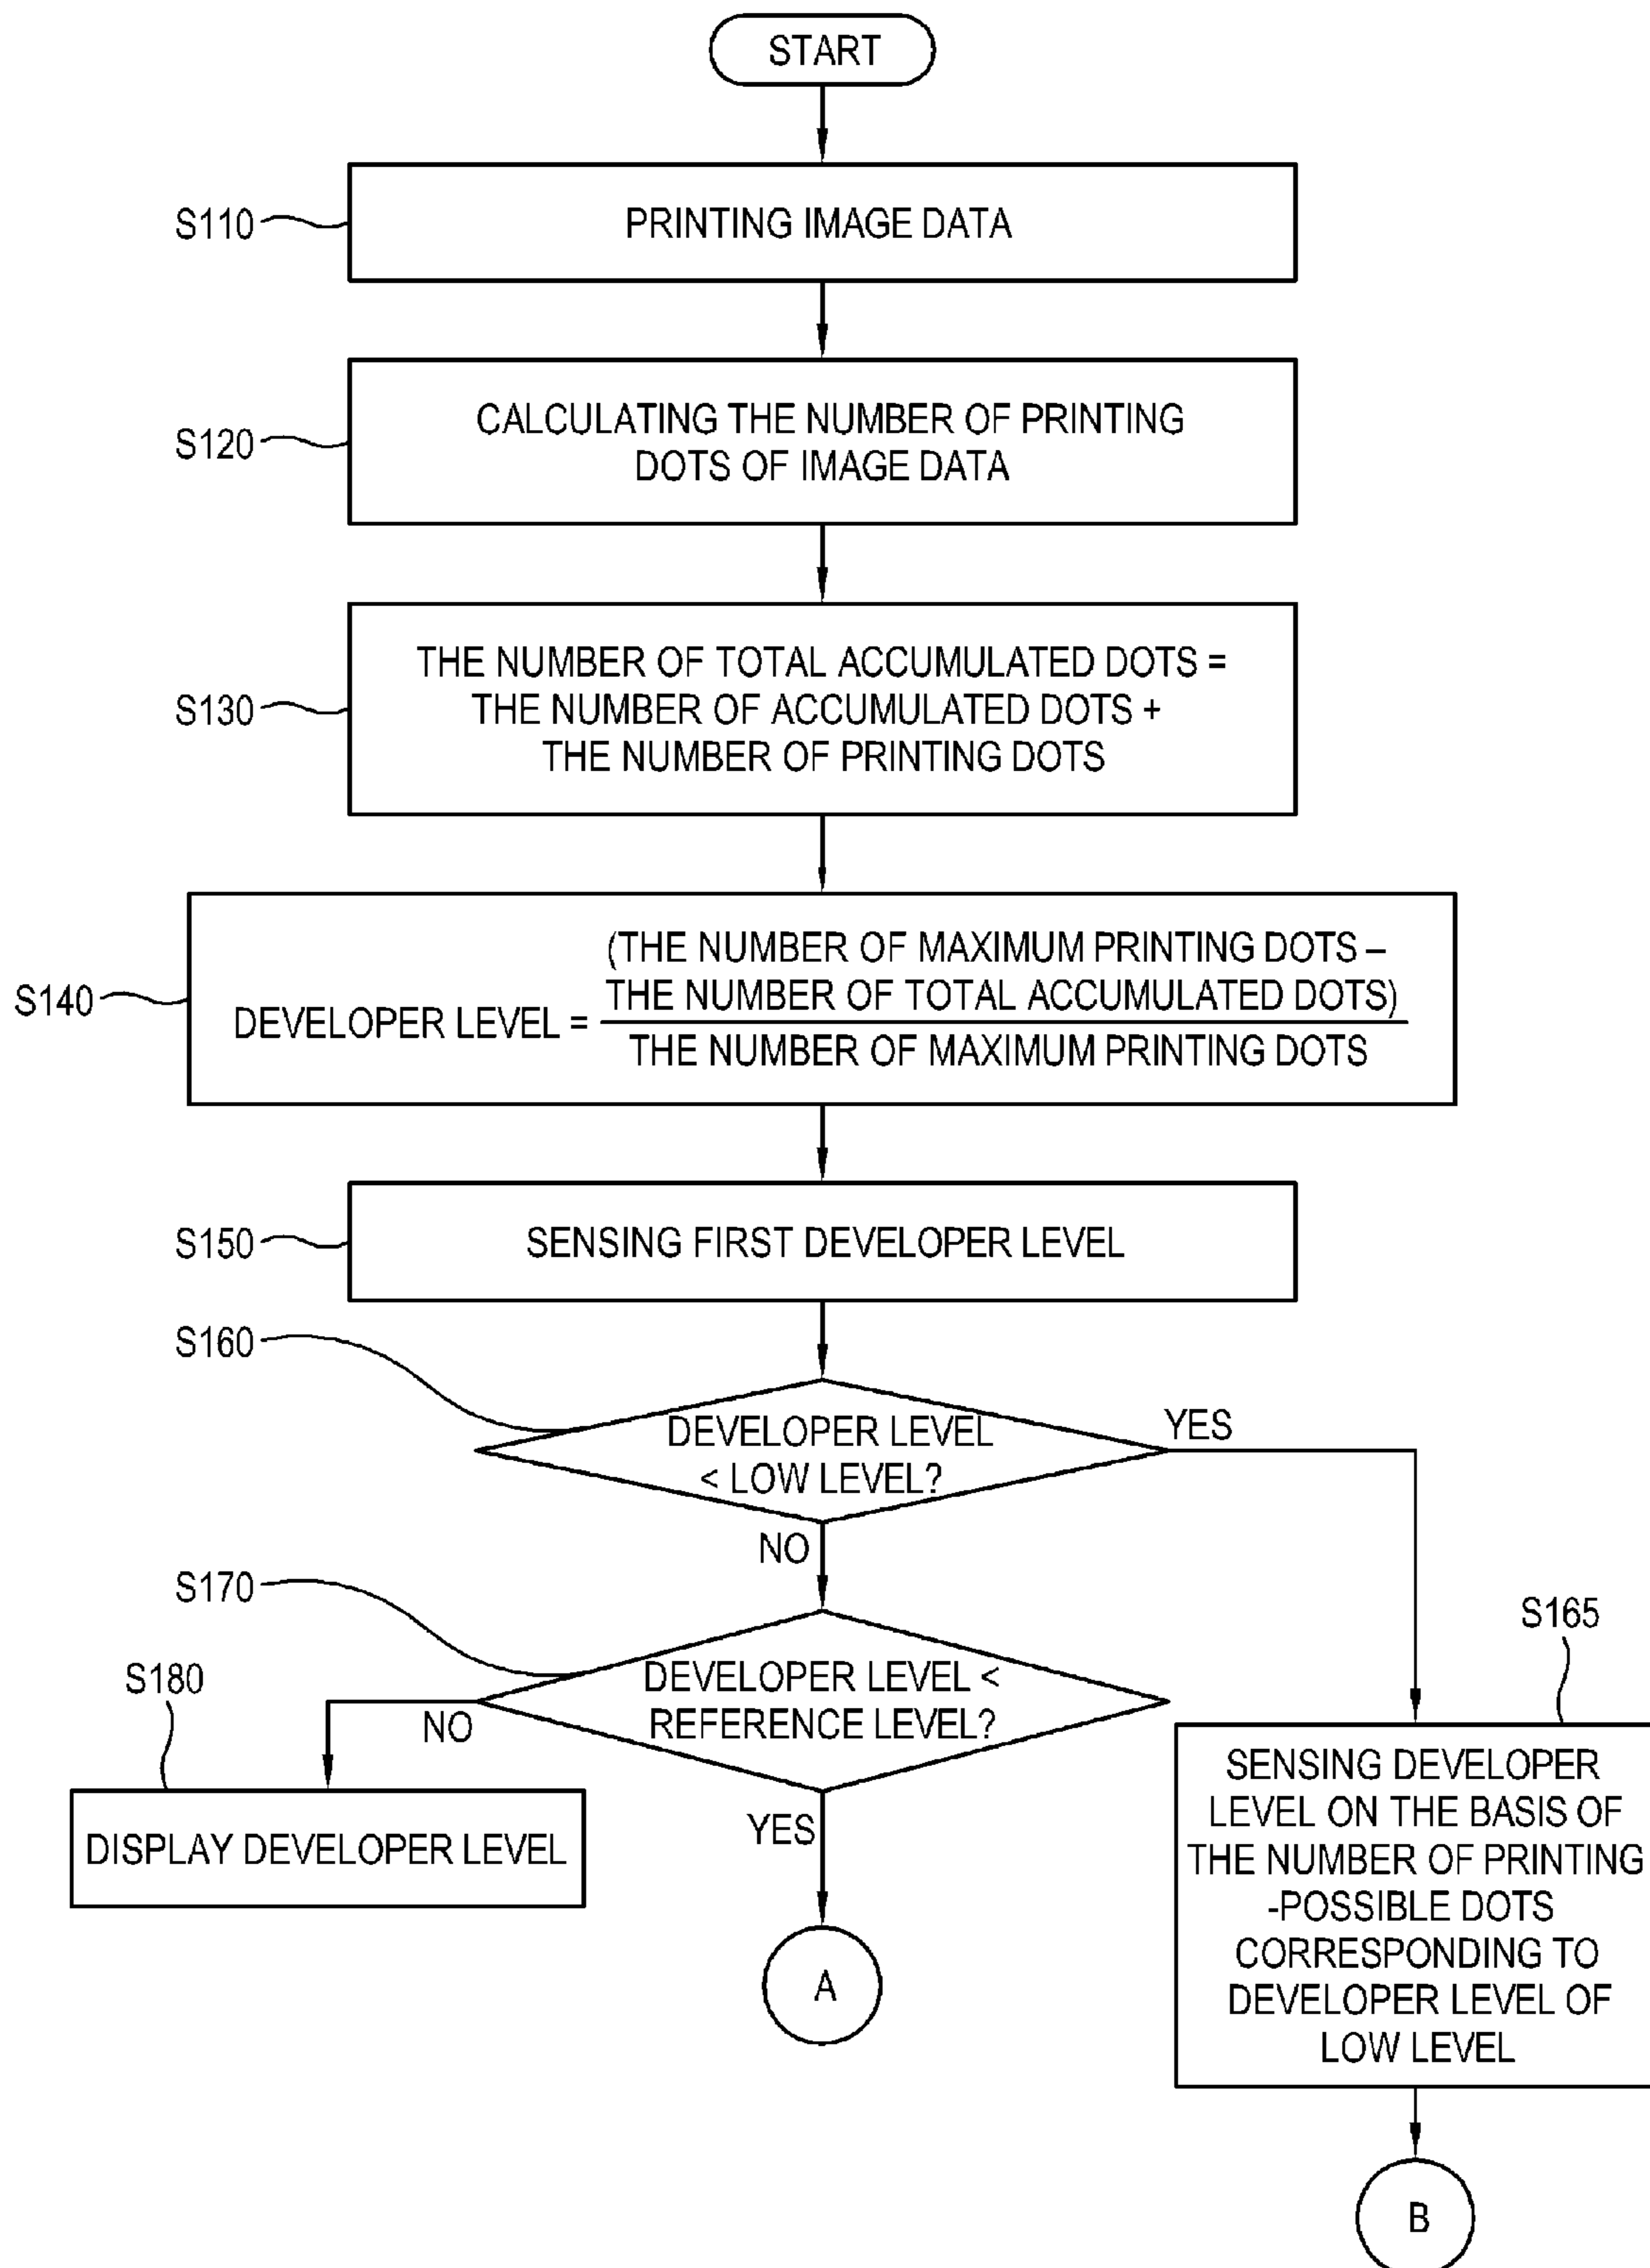 START
S110
PRINTING IMAGE DATA
S120
CALCULATING THE NUMBER OF PRINTING
DOTS OF IMAGE DATA
S130
THE NUMBER OF TOTAL ACCUMULATED DOTS =
THE NUMBER OF ACCUMULATED DOTS +
THE NUMBER OF PRINTING DOTS
S140
DEVELOPER LEVEL =
(THE NUMBER OF MAXIMUM PRINTING DOTS –
THE NUMBER OF TOTAL ACCUMULATED DOTS)
THE NUMBER OF MAXIMUM PRINTING DOTS
S150
SENSING FIRST DEVELOPER LEVEL
S160
DEVELOPER LEVEL
< LOW LEVEL?
YES
NO
S170
DEVELOPER LEVEL <
REFERENCE LEVEL?
NO
YES
S180
DISPLAY DEVELOPER LEVEL
A
S165
SENSING DEVELOPER
LEVEL ON THE BASIS OF
THE NUMBER OF PRINTING
-POSSIBLE DOTS
CORRESPONDING TO
DEVELOPER LEVEL OF
LOW LEVEL
B